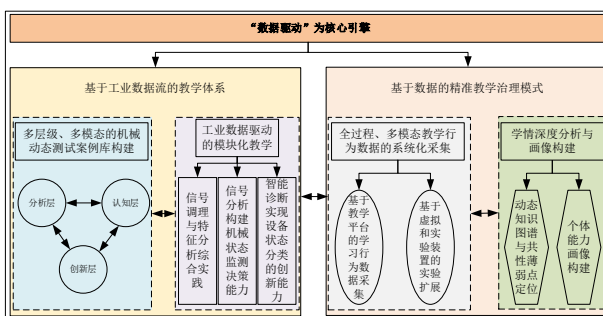 “数据驱动”为核心引擎
基于工业数据流的教学体系
基于数据的精准教学治理模式
多层级、多模态的机械
动态测试案例库构建
分析层
认知层
创新层
工业数据驱动
的模块化教学
信号
调理
与特
征分
析综
合实
践
信号
分析
构建
机械
状态
监测
决策
能力
智能
诊断
实现
设备
状态
分类
的创
新能
力
全过程、多模态教学行
为数据的系统化采集
基于
教学
平台
的学
习行
为数
据采
集
基于
虚拟
和实
验装
置的
实验
扩展
学情深度分析与
画像构建
动态
知识
图谱
与共
性薄
弱点
定位
个体
能力
画像
构建